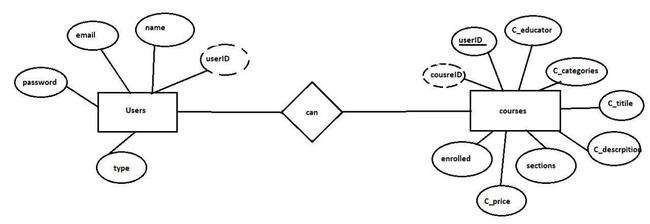 email
name
userID
password
Users
type
can
userID
C_educator
cousreID
C_categories
courses
C_titile
C_descrpition
enrolled
sections
C_price